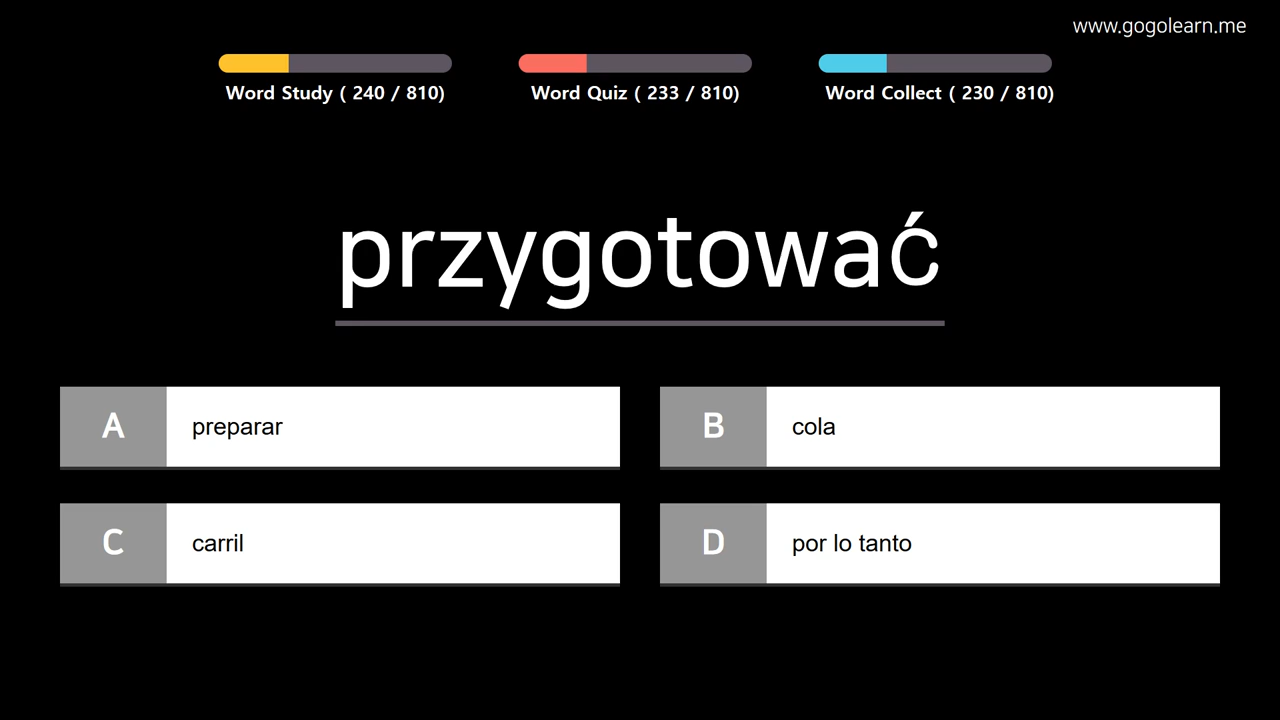 www.gogolearn.me
Word Study ( 240 / 810)
Word Quiz ( 233 / 810)
Word Collect ( 230 / 810)
przygotować
A preparar
B cola
C carril
D por lo tanto